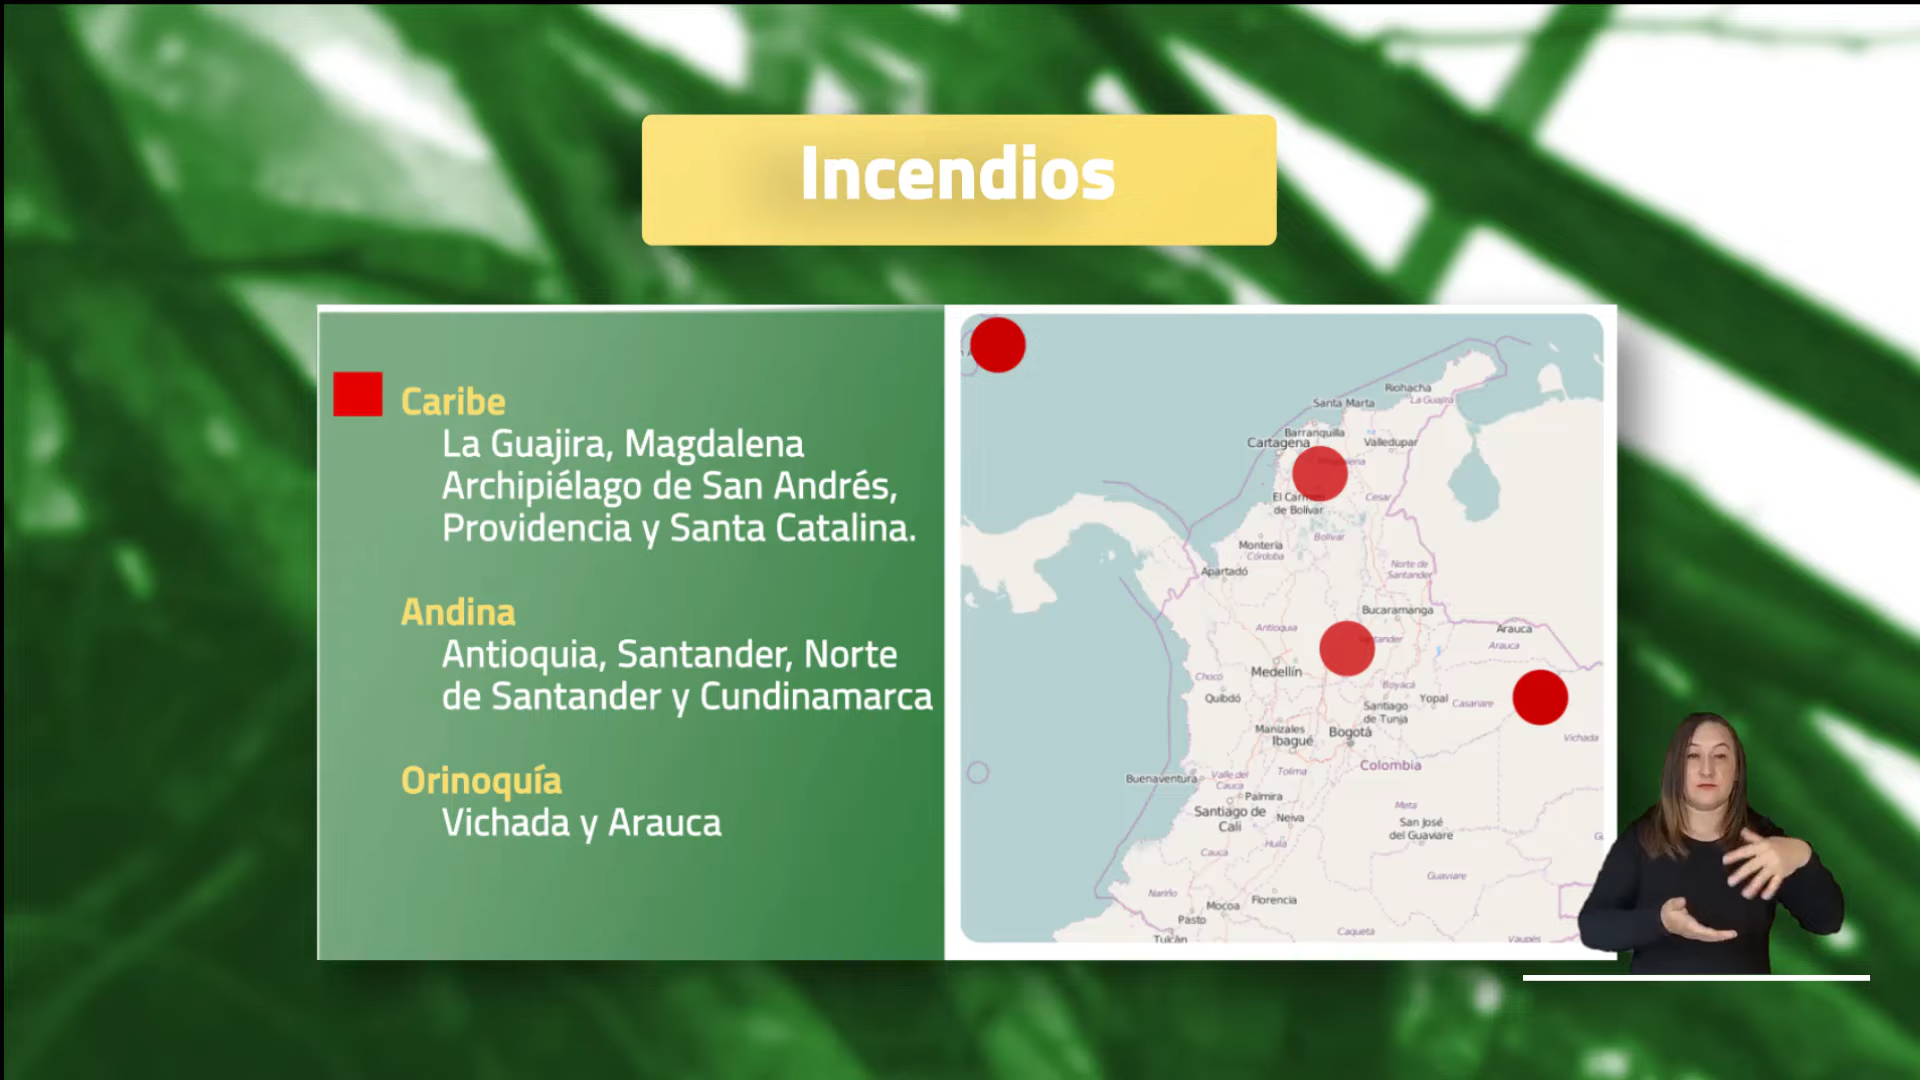 Incendios
Caribe
La Guajira, Magdalena
Archipiélago de San Andrés,
Providencia y Santa Catalina.
Andina
Antioquia, Santander, Norte
de Santander y Cundinamarca
Orinoquía
Vichada y Arauca
Riohacha
La Guajira
Santa Marta
Barranquilla
Cartagena
Valledupar
El Carmen
de Bolívar
Cesar
Bolívar
Montería
Córdoba
Apartadó
Norte de
Santander
Bucaramanga
Antioquia
Arauca
Arauca
Medellín
Chocó
Quibdó
Boyacá
Yopal
Casanare
Santiago
de Tunja
Manizales
Ibagué
Bogotá
Vichada
Colombia
Buenaventura
Valle del
Cauca
Tolima
Palmira
Santiago de
Cali
Neiva
Meta
San José
del Guaviare
Huila
Cauca
Guaviare
Nariño
Mocoa
Florencia
Pasto
Caquetá
Tulcán
Vaupés